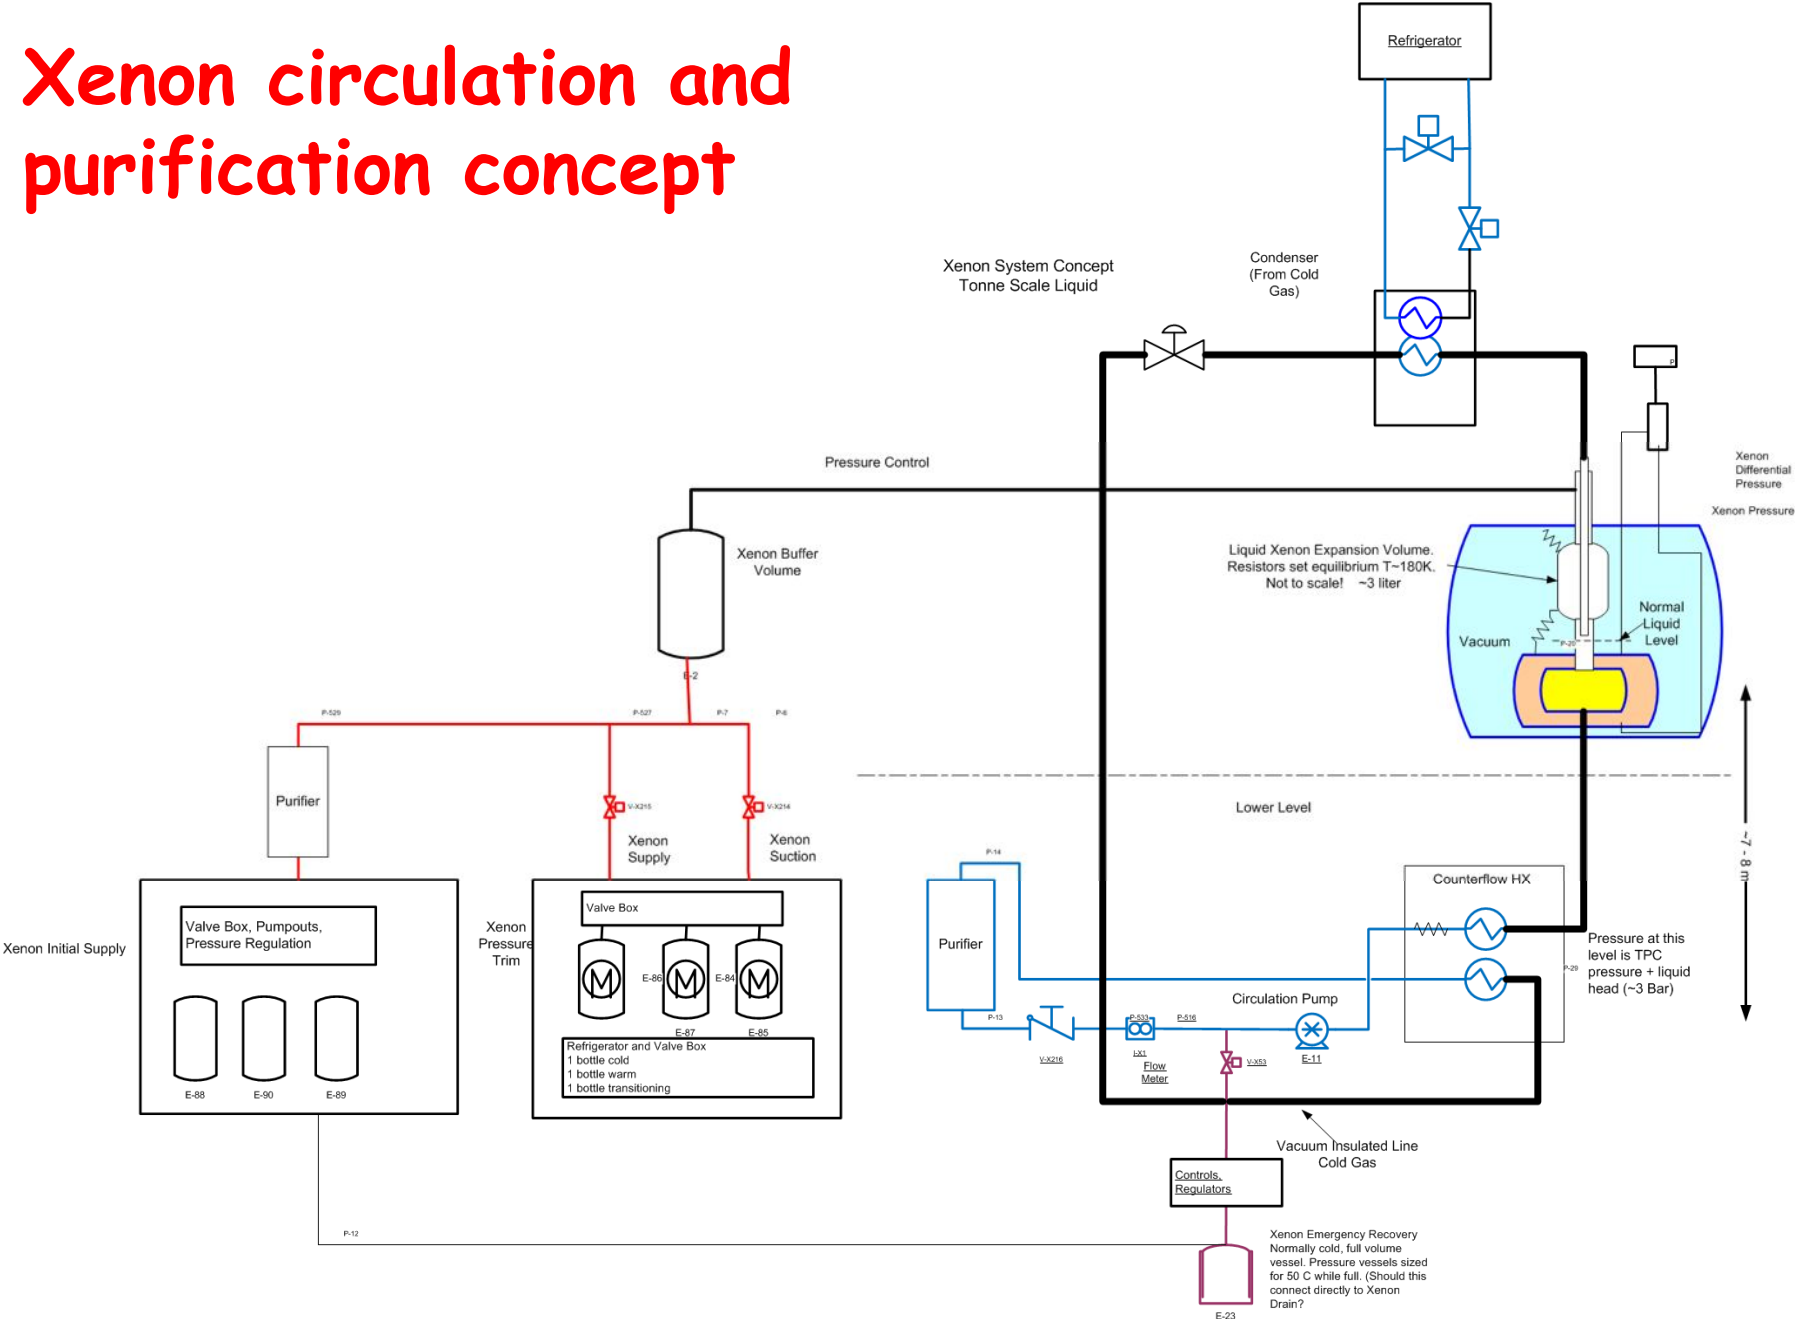 Xenon circulation and
purification concept
Refrigerator
Xenon System Concept
Tonne Scale Liquid
Condenser
(From Cold
Gas)
P
Pressure Control
Xenon
Differential
Pressure
Xenon Pressure
Xenon Buffer
Volume
Liquid Xenon Expansion Volume.
Resistors set equilibrium T~180K.
Not to scale! ~3 liter
Normal
Liquid
Level
Vacuum
P-20
E-2
P-529
P-527
P-7
P-6
Purifier
V-X215
V-X214
Xenon
Supply
Xenon
Suction
Lower Level
~7 - 8 m
P-14
Counterflow HX
Valve Box
Valve Box, Pumpouts,
Pressure Regulation
Xenon Initial Supply
Xenon
Pressure
Trim
M
M
M
E-86
E-84
E-87
E-85
Purifier
Pressure at this
level is TPC
pressure + liquid
head (~3 Bar)
P-29
Circulation Pump
P-13
P-533
P-516
V-X216
I-X1
Flow
Meter
V-X53
E-11
Refrigerator and Valve Box
1 bottle cold
1 bottle warm
1 bottle transitioning
E-88
E-90
E-89
Vacuum Insulated Line
Cold Gas
Controls,
Regulators
P-12
Xenon Emergency Recovery
Normally cold, full volume
vessel. Pressure vessels sized
for 50 C while full. (Should this
connect directly to Xenon
Drain?
E-23